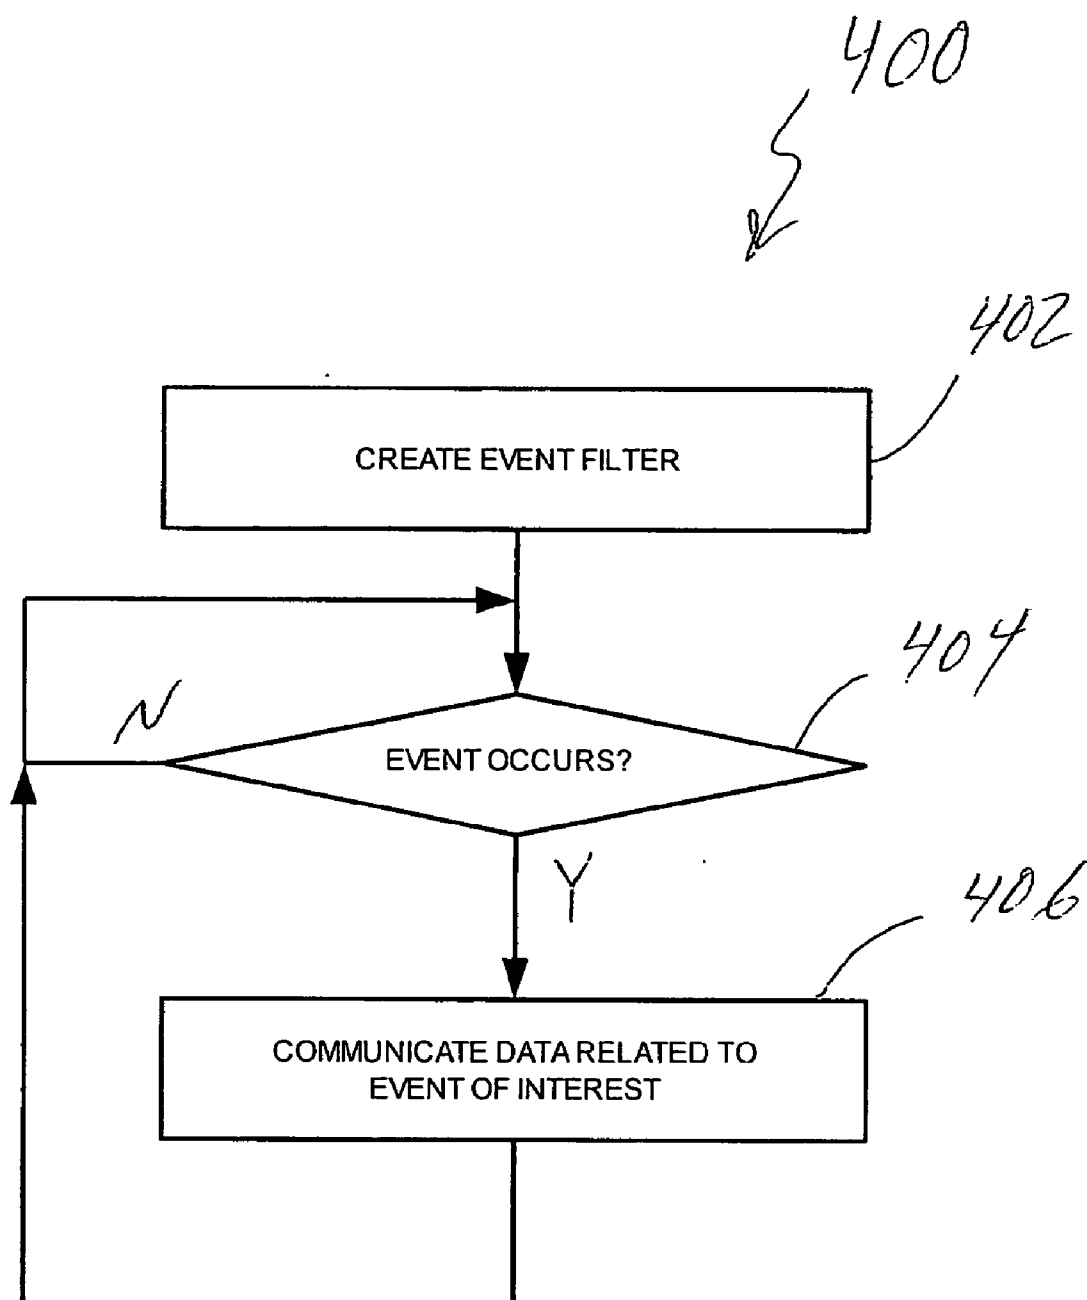 400
402
CREATE EVENT FILTER
404
N
EVENT OCCURS?
Y
406
COMMUNICATE DATA RELATED TO
EVENT OF INTEREST